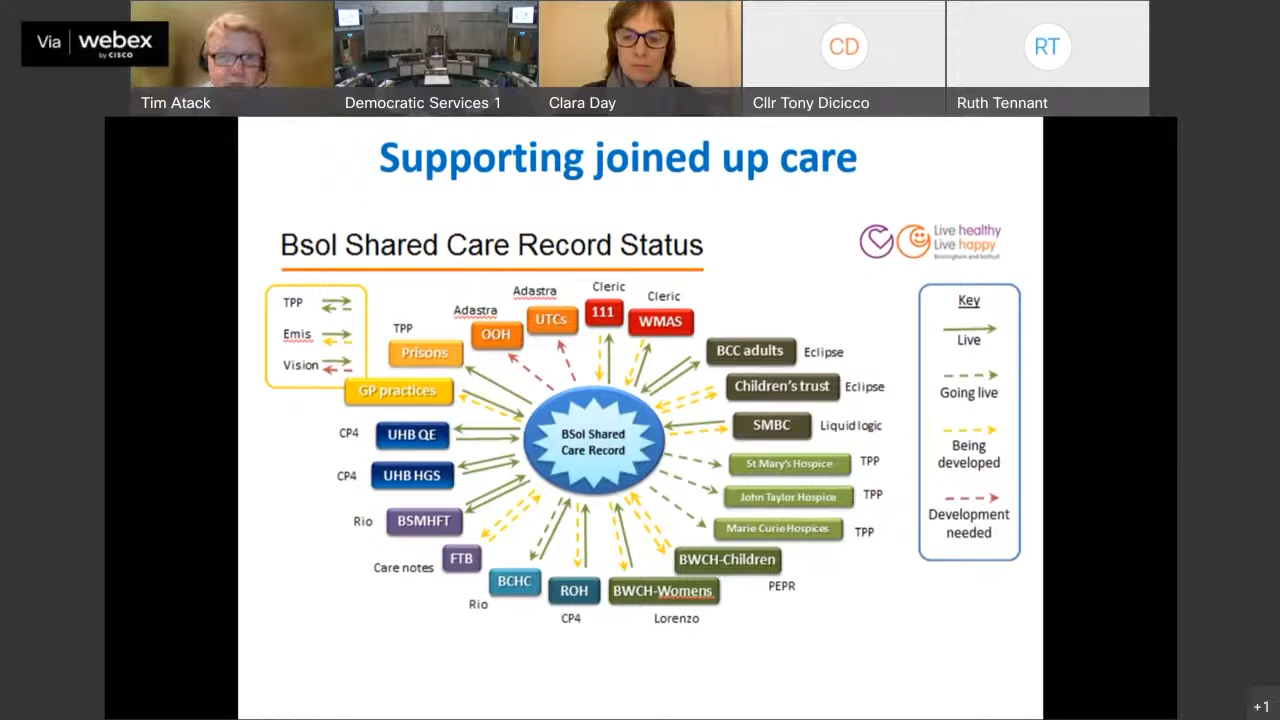 Via webex
by CISCO
Tim Atack
Democratic Services 1
Clara Day
CD
Cllr Tony Dicicco
RT
Ruth Tennant
Supporting joined up care
Bsol Shared Care Record Status
Live healthy
Live happy
Birmingham and Solihull
TPP
Emis
Vision
GP practices
TPP
Prisons
Adastra
OOH
Adastra
UTCs
Cleric
111
Cleric
WMAS
BCC adults
Eclipse
Children's trust
Eclipse
SMBC
Liquid logic
St Mary's Hospice
TPP
John Taylor Hospice
TPP
Marie Curie Hospices
TPP
BWCH-Children
PEPR
BWCH-Womens
Lorenzo
ROH
CP4
BCHC
Rio
FTB
Care notes
BSMHFT
Rio
UHB HGS
CP4
UHB QE
CP4
BSol Shared
Care Record
Key
Live
Going live
Being
developed
Development
needed
+1